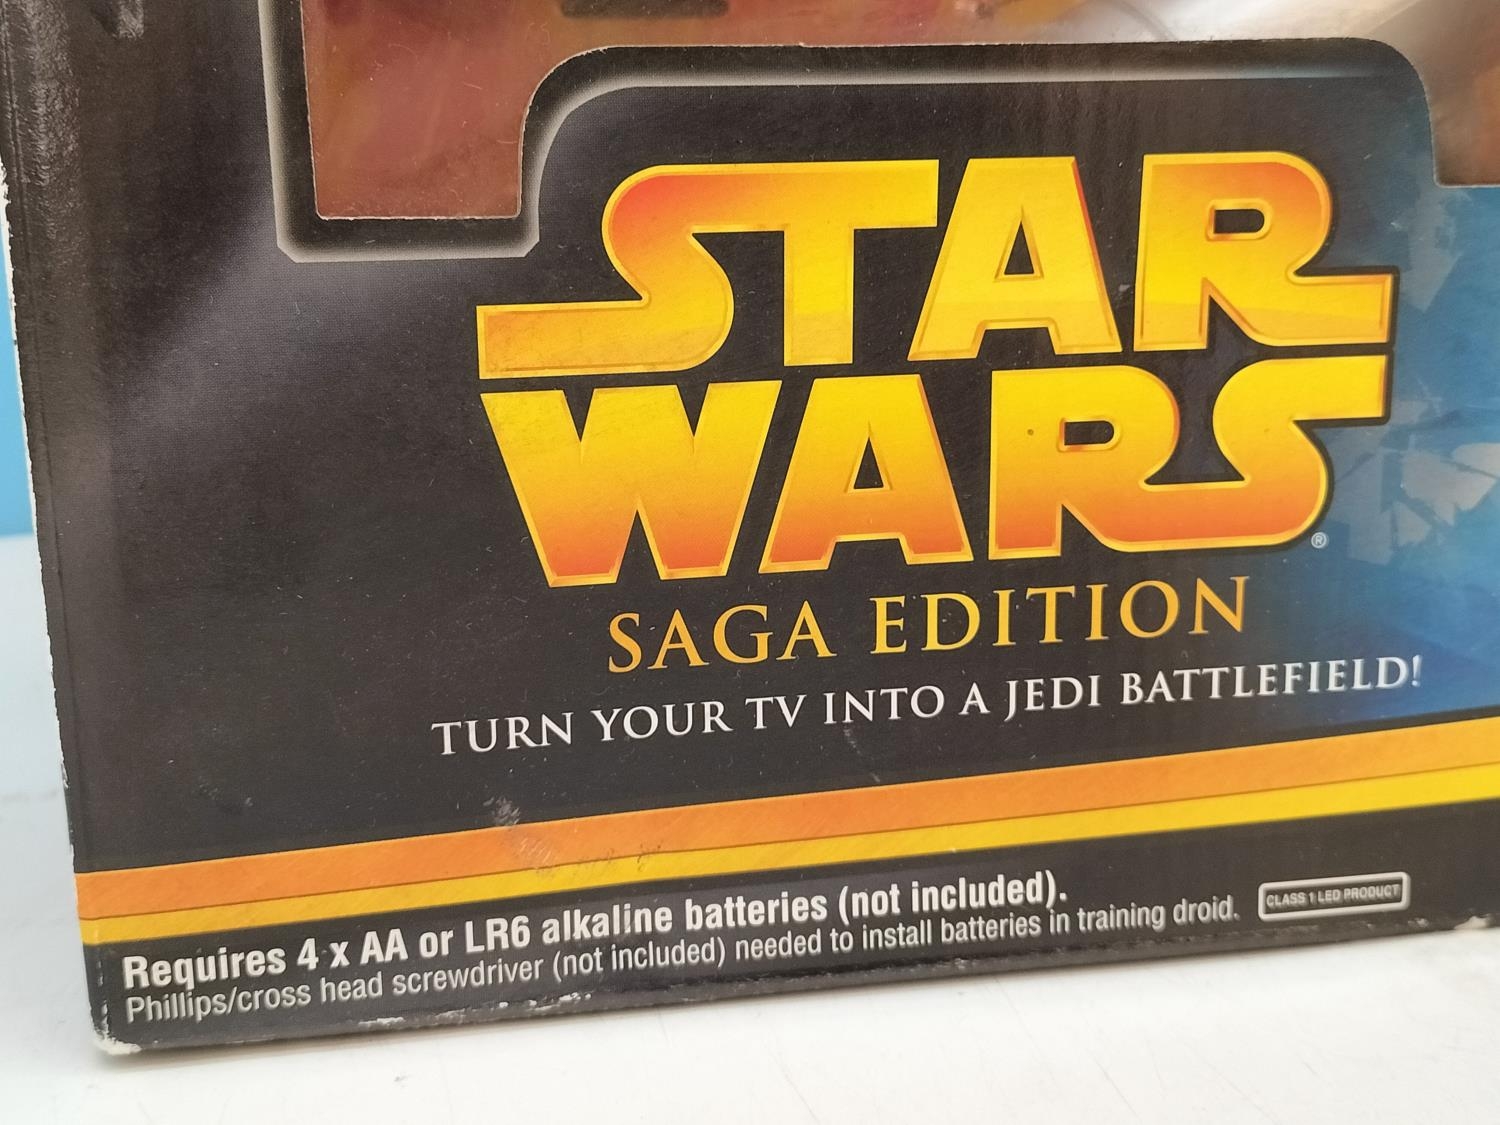 STAR
WARS®
SAGA EDITION
TURN YOUR TV INTO A JEDI BATTLEFIELD!
Requires 4 x AA or LR6 alkaline batteries (not included).
Phillips/cross head screwdriver (not included) needed to install batteries in training droid.
CLASS 1 LED PRODUCT